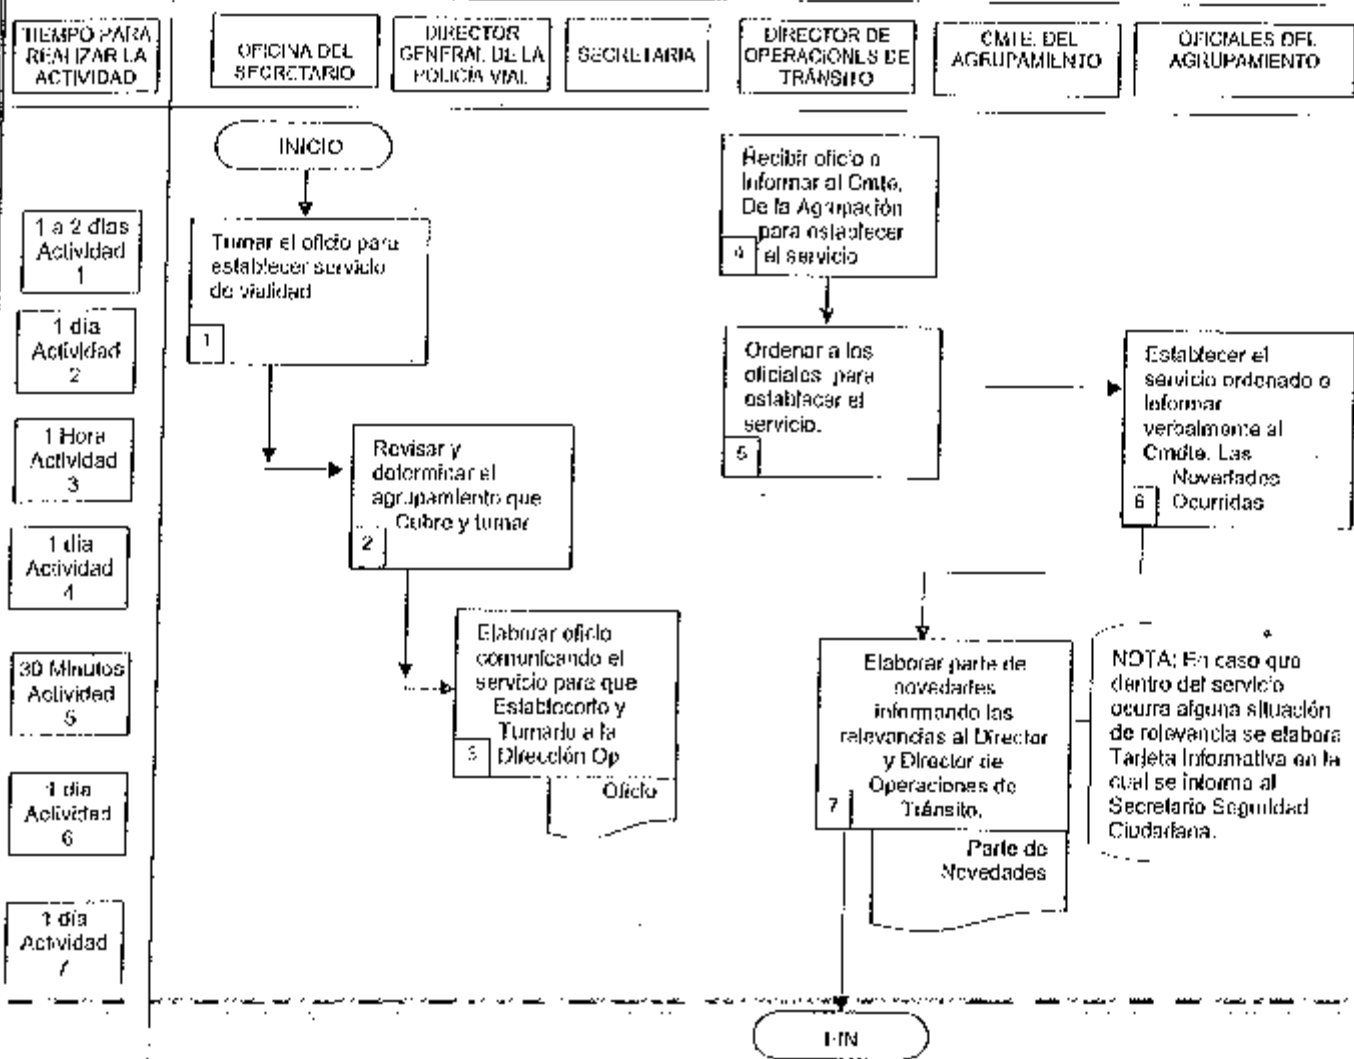 TIEMPO PARA
REALIZAR LA
ACTIVIDAD
OFICINA DEL
SECRETARIO
DIRECTOR
GENERAL DE LA
POLICÍA VIAL
SECRETARIA
DIRECTOR DE
OPERACIONES DE
TRÁNSITO
CMTE. DEL
AGRUPAMIENTO
OFICIALES DEL
AGRUPAMIENTO
INICIO
1 a 2 días
Actividad
1
1 día
Actividad
2
1 Hora
Actividad
3
1 día
Actividad
4
30 Minutos
Actividad
5
1 día
Actividad
6
1 día
Actividad
7
Turnar el oficio para
establecer servicio
de vialidad
1
Revisar y
determinar el
agrupamiento que
Cubre y turnar
2
Elaborar oficio
comunicando el
servicio para que
Establecerlo y
Turnarlo a la
3 Dirección Op
Oficio
Recibir oficio e
Informar al Cmte.
De la Agrupación
para establecer
4 el servicio
Ordenar a los
oficiales para
establecer el
servicio.
5
Establecer el
servicio ordenado e
Informar
verbalmente al
Cmdte. Las
Novedades
6 Ocurridas
Elaborar parte de
novedades
informando las
relevancias al Director
y Director de
Operaciones de
7 Tránsito.
Parte de
Novedades
NOTA: En caso que
dentro del servicio
ocurra alguna situación
de relevancia se elabora
Tarjeta Informativa en la
cual se informa al
Secretario Seguridad
Ciudadana.
FIN